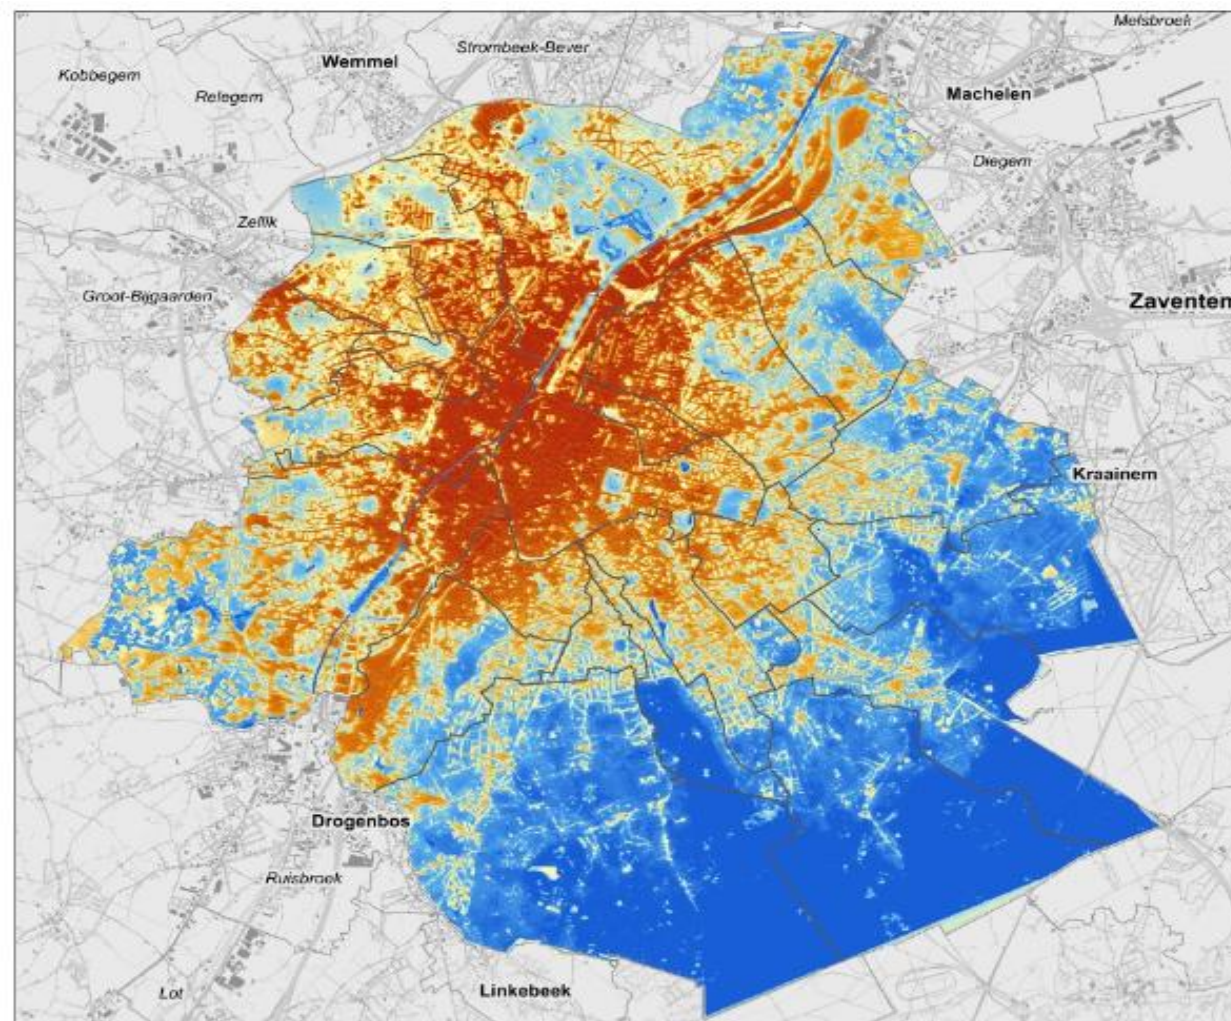 Melsbroek
Strombeek-Bever
Wemmel
Kobbegem
Relegem
Machelen
Diegem
Zellik
Groot-Bijgaarden
Zaventem
Kraainem
Drogenbos
Ruisbroek
Linkebeek
Lot